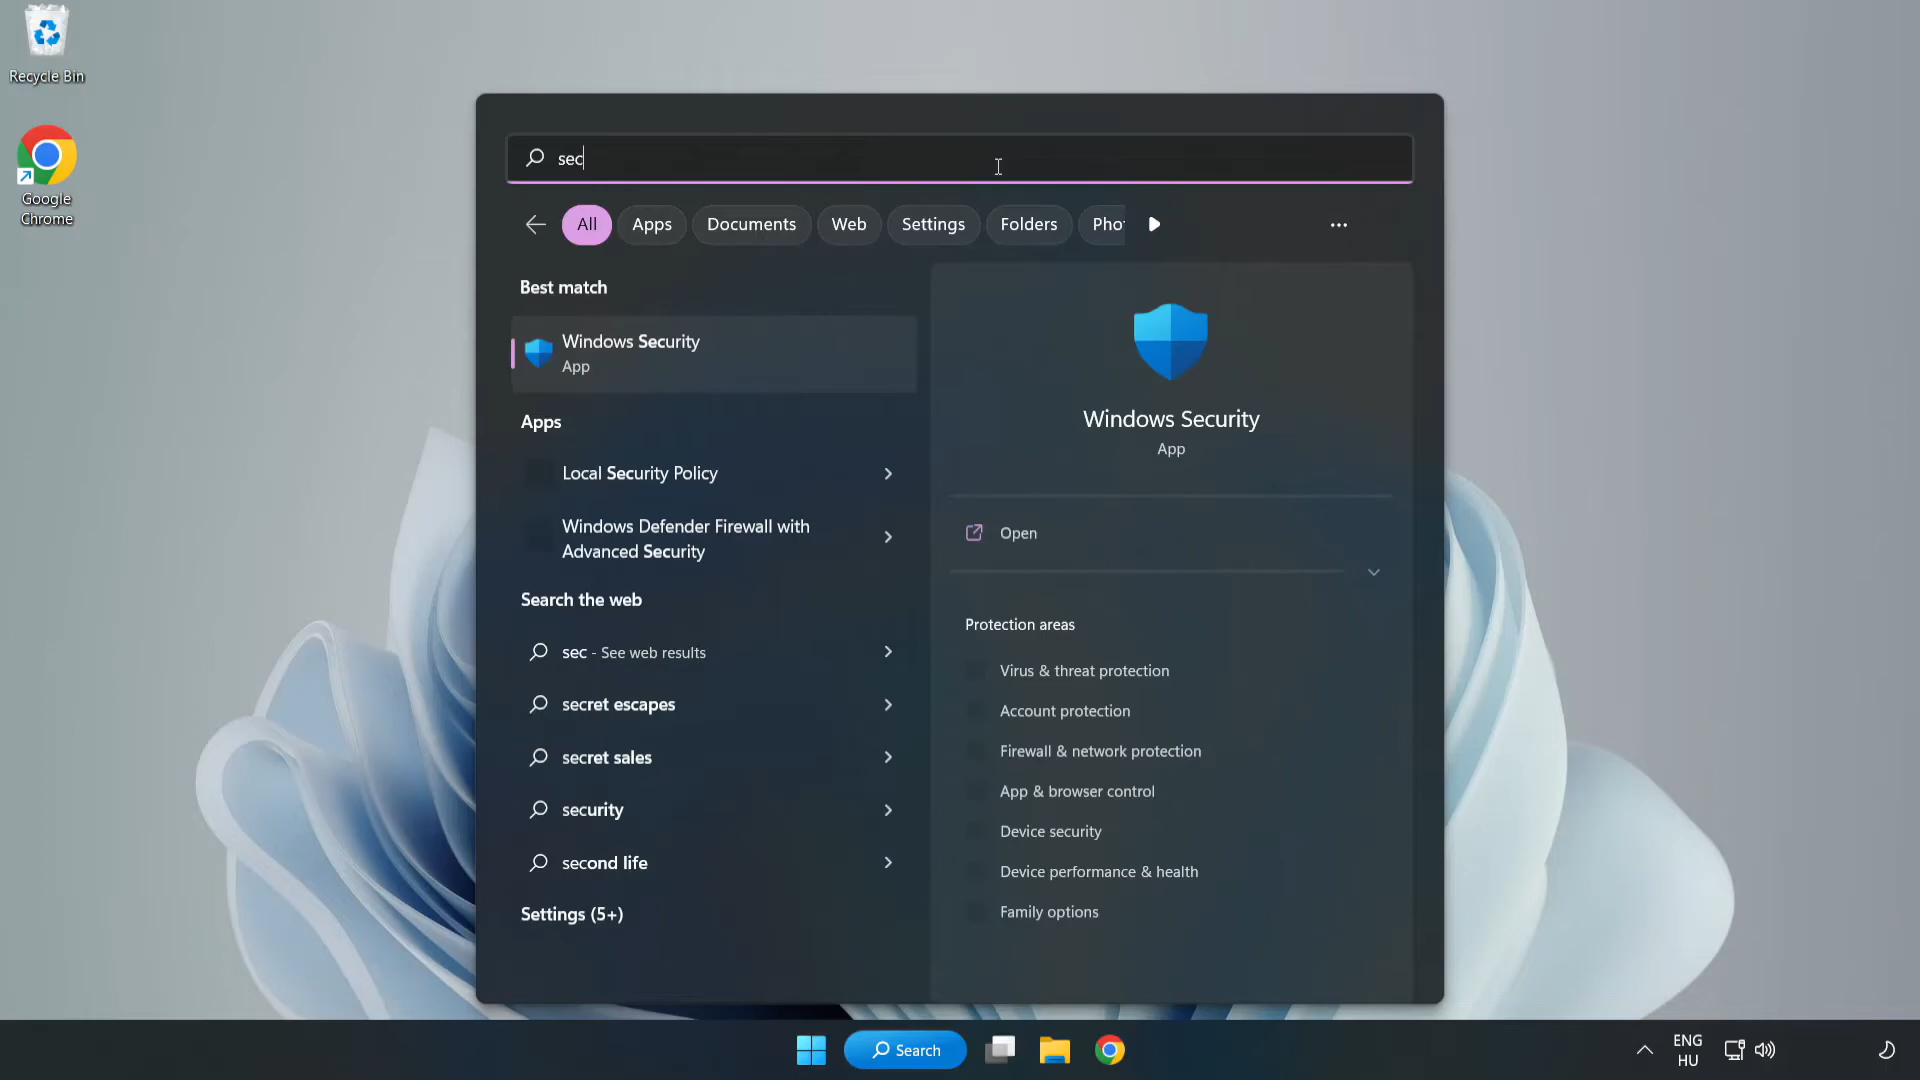 Recycle Bin
Google
Chrome
sec
All
Apps
Documents
Web
Settings
Folders
Best match
Windows Security
App
Apps
Local Security Policy
Windows Defender Firewall with
Advanced Security
Search the web
sec - See web results
secret escapes
secret sales
security
second life
Settings (5+)
Windows Security
App
Open
Protection areas
Virus & threat protection
Account protection
Firewall & network protection
App & browser control
Device security
Device performance & health
Family options
Search
ENG
HU